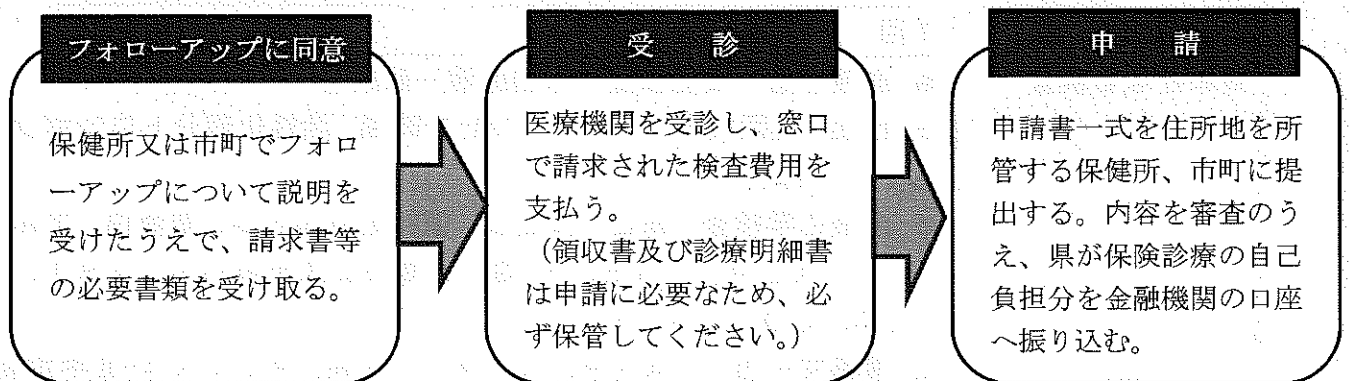 フォローアップに同意
保健所又は市町でフォロ
ーアップについて説明を
受けたうえで、請求書等
の必要書類を受け取る。
受　診
医療機関を受診し、窓口
で請求された検査費用を
支払う。
（領収書及び診療明細書
は申請に必要なため、必
ず保管してください。）
申　請
申請書一式を住所地を所
管する保健所、市町に提
出する。内容を審査のう
え、県が保険診療の自己
負担分を金融機関の口座
へ振り込む。